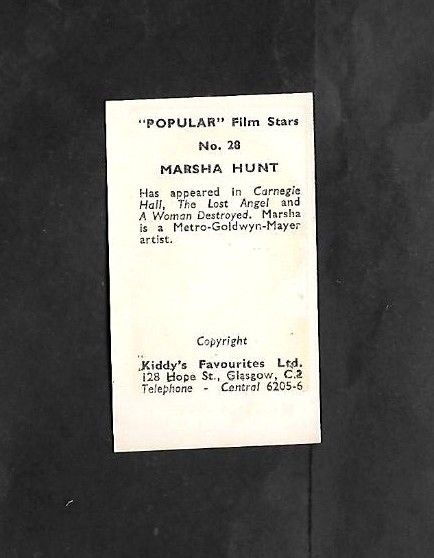 "POPULAR" Film Stars
No. 28
MARSHA HUNT
Has appeared in Carnegie
Hall, The Lost Angel and
A Woman Destroyed. Marsha
is a Metro-Goldwyn-Mayer
artist.
Copyright
Kiddy's Favourites Ltd.
128 Hope St., Glasgow, C.2
Telephone - Central 6205-6